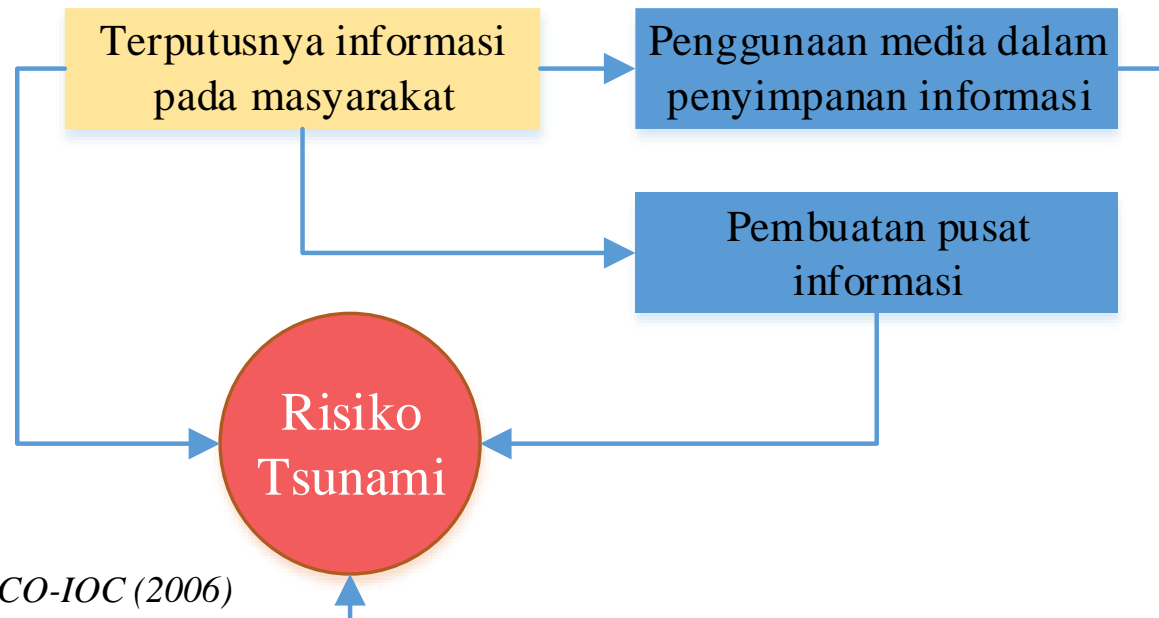 Terputusnya informasi
pada masyarakat
Penggunaan media dalam
penyimpanan informasi
Pembuatan pusat
informasi
Risiko
Tsunami
CO-IOC (2006)